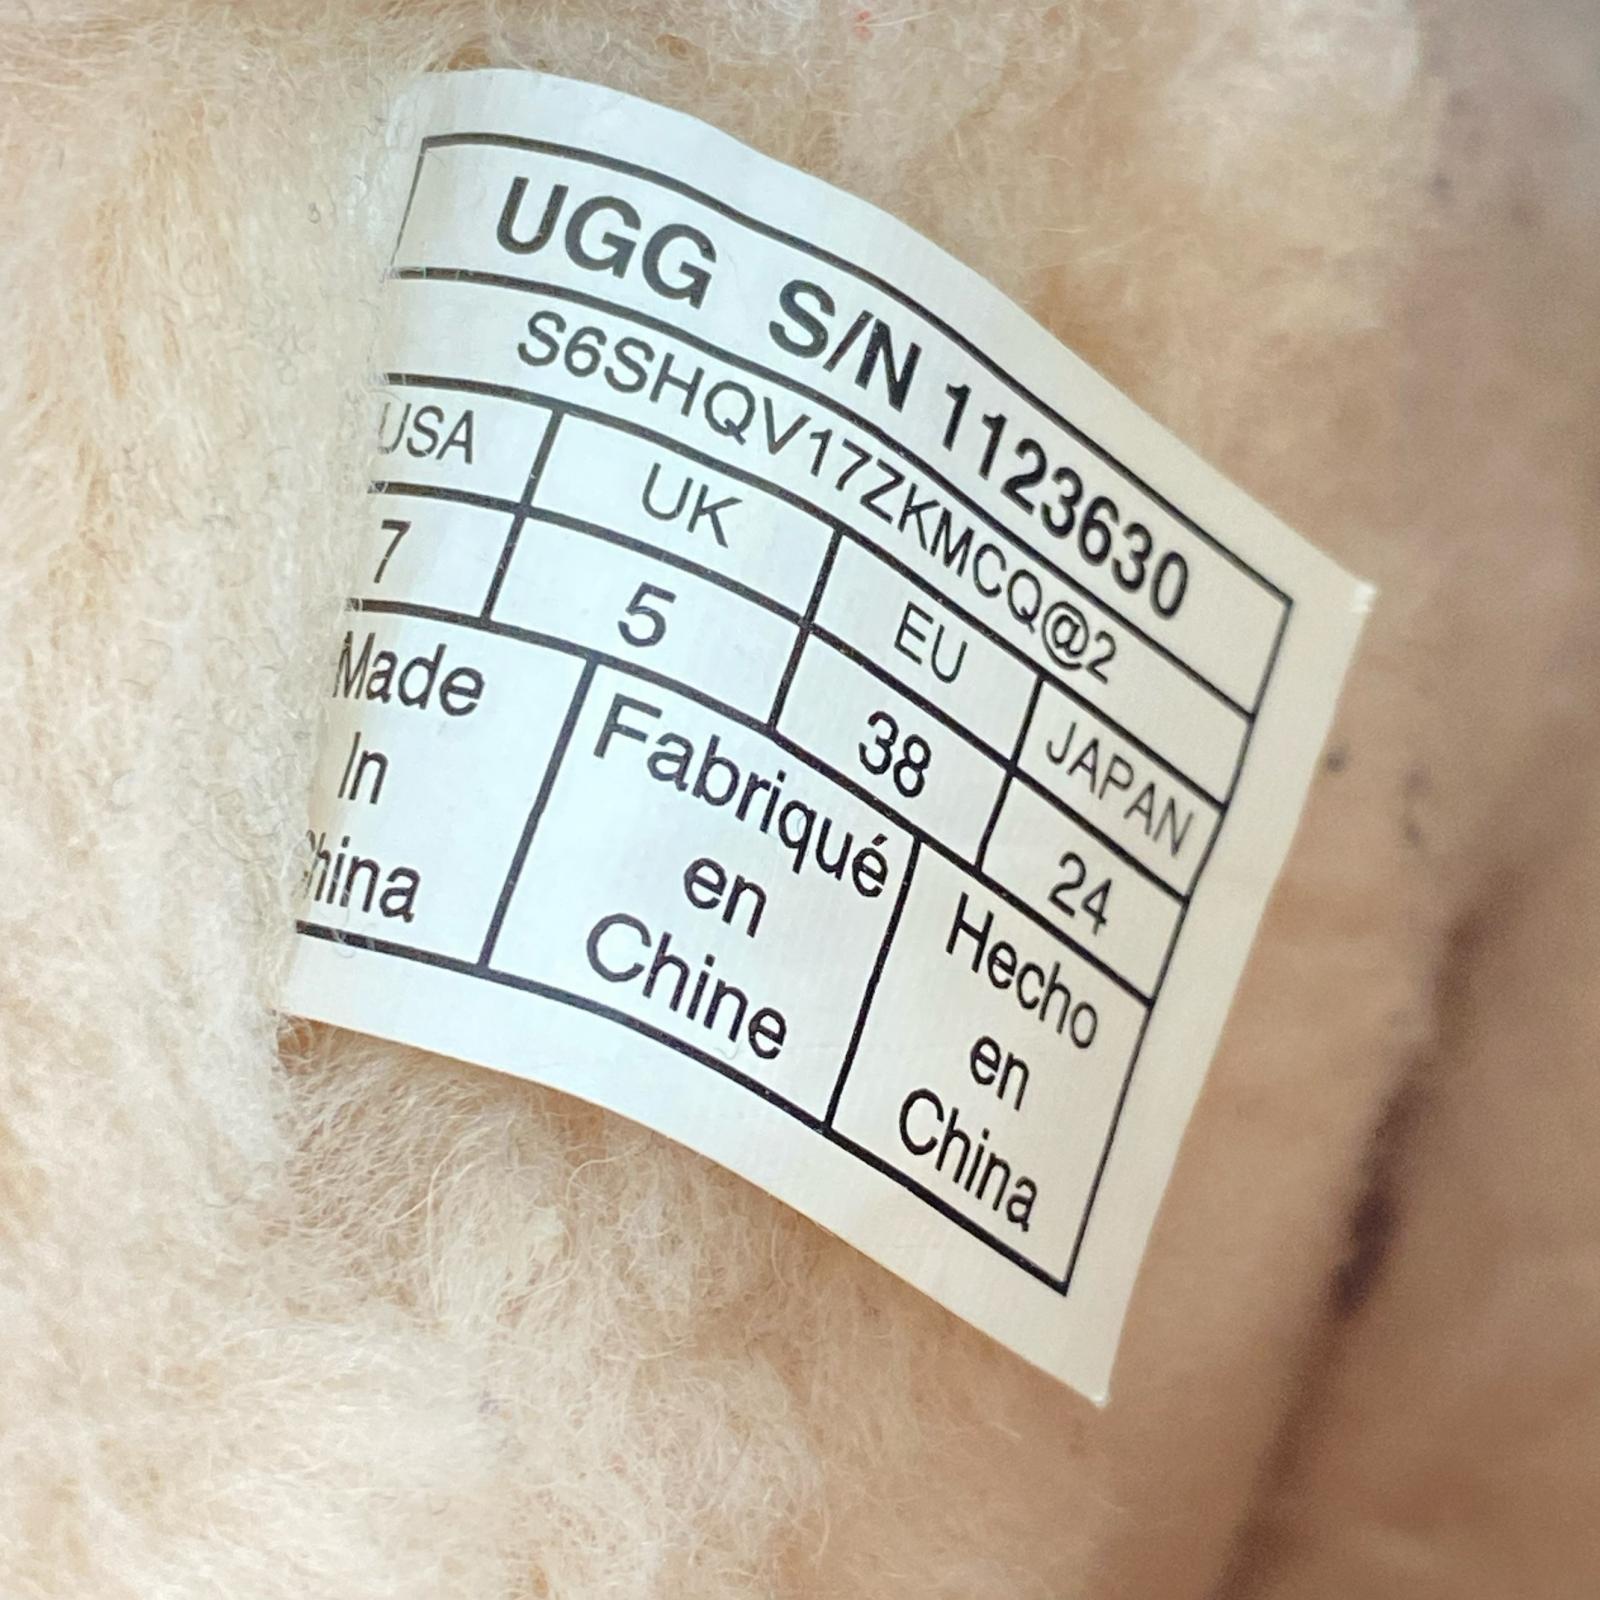 UGG S/N 1123630
S6SHQV17ZKMCQ@2
USA UK EU JAPAN
7 5 38 24
Made
In
China
Fabriqué
en
Chine
Hecho
en
China